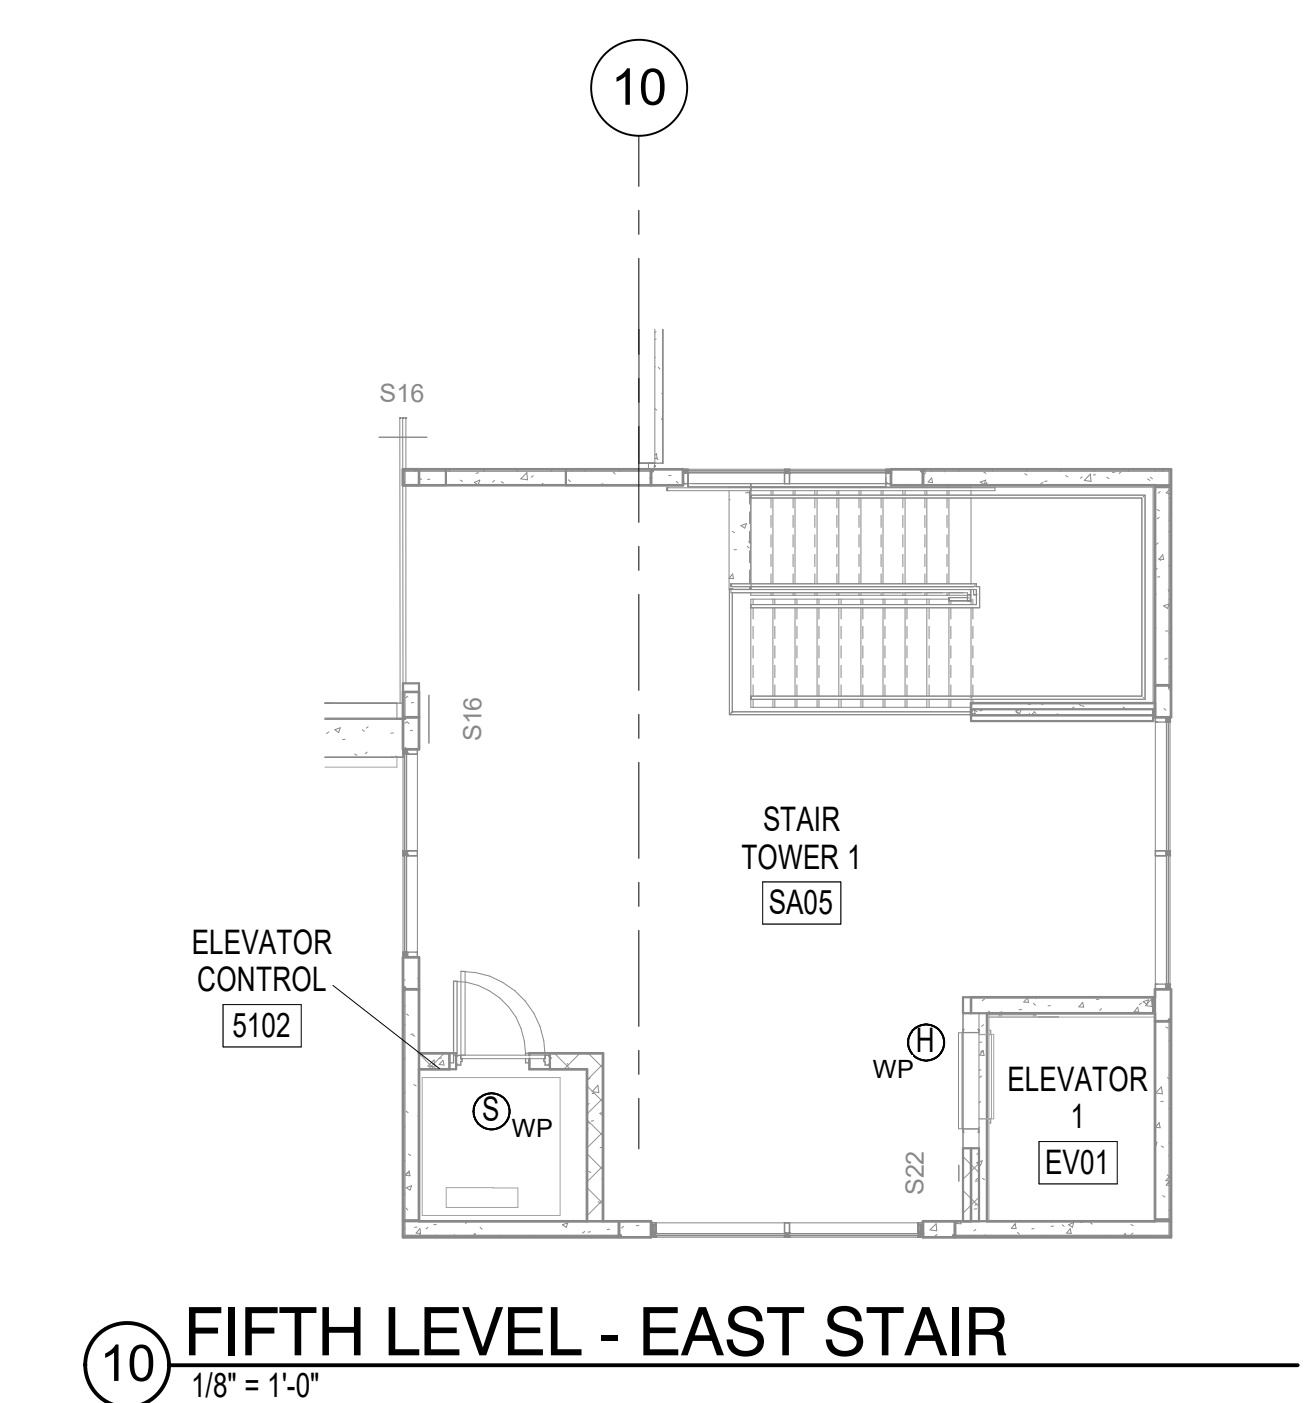 10
S16
S16
STAIR
TOWER 1
SA05
ELEVATOR
CONTROL
5102
H
WP
ELEVATOR
1
EV01
S
WP
S22
10
FIFTH LEVEL - EAST STAIR
1/8" = 1'-0"